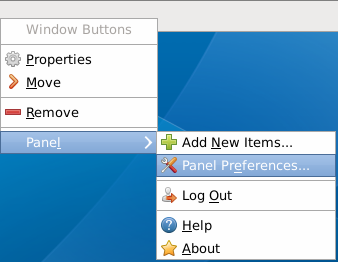 Window Buttons
Properties
Move
Remove
Panel
Add New Items...
Panel Preferences...
Log Out
Help
About